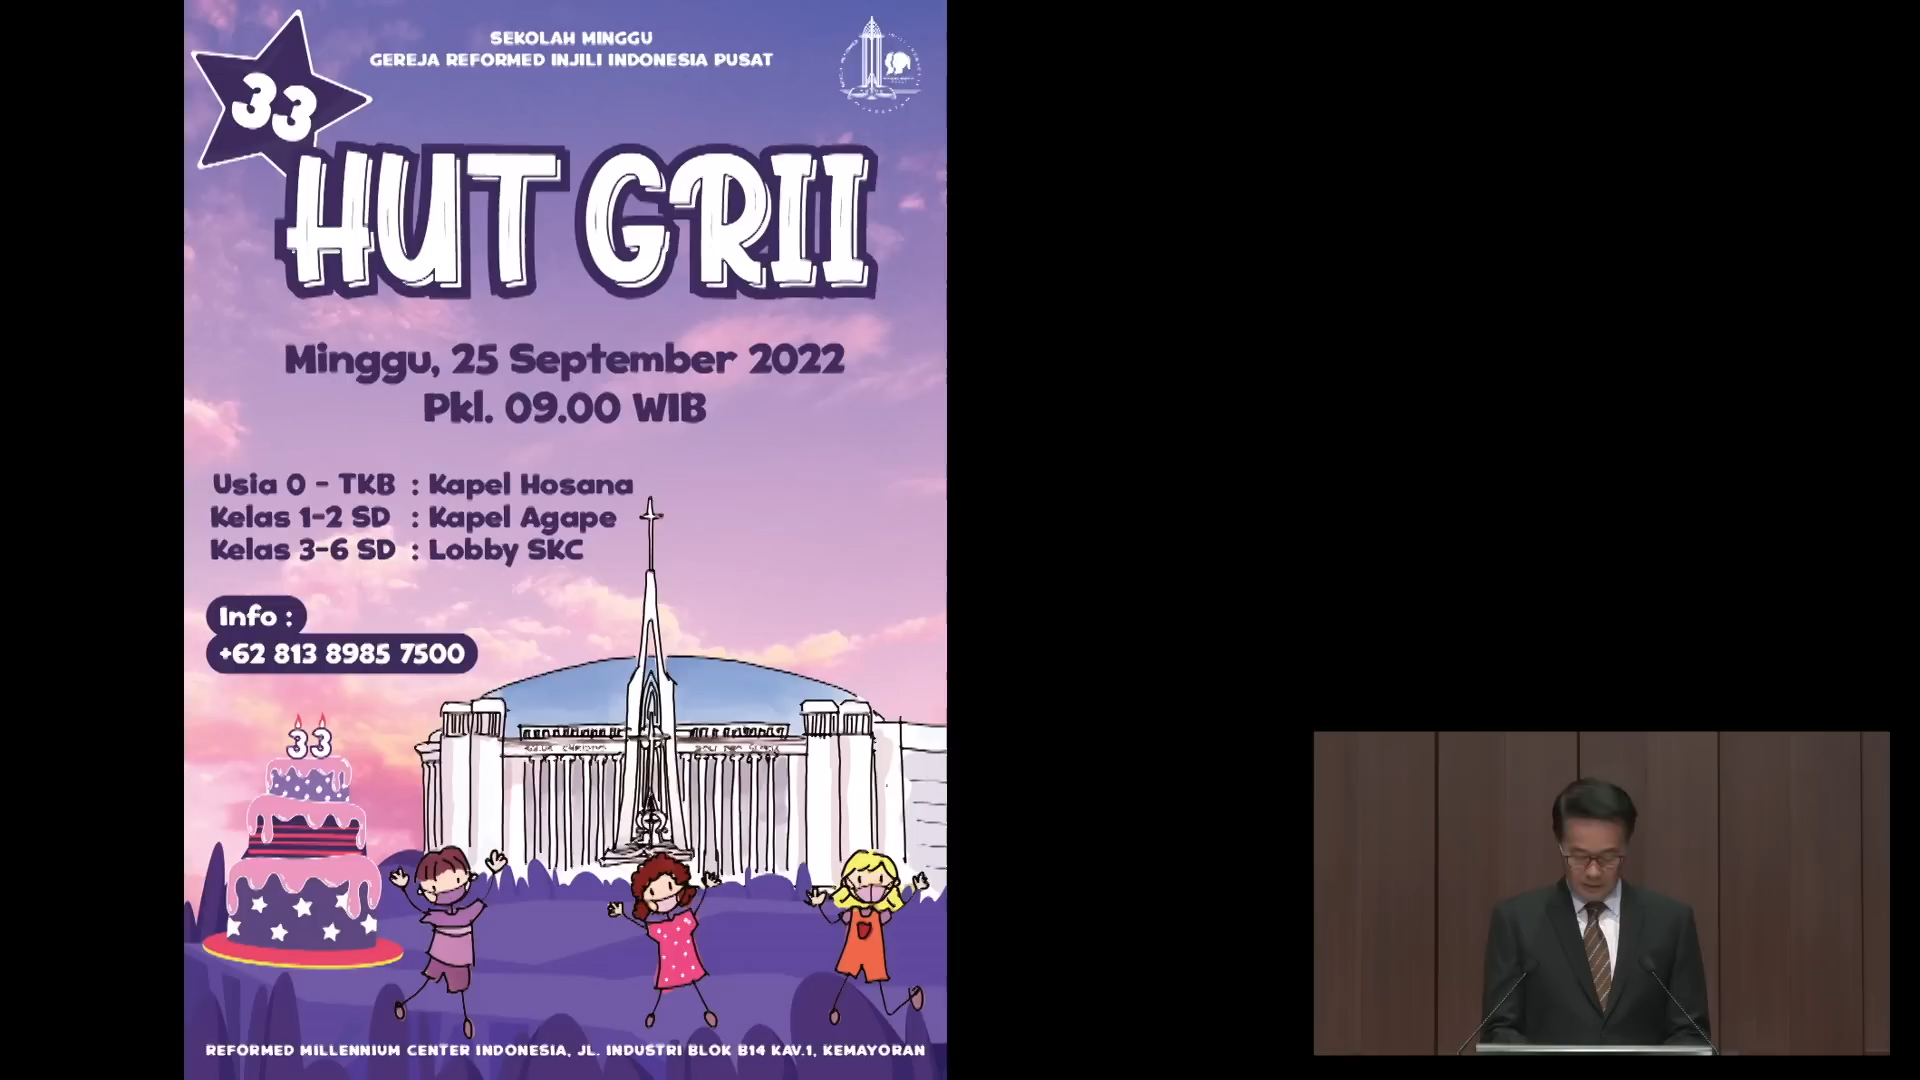 SEKOLAH MINGGU
GEREJA REFORMED INJILI INDONESIA PUSAT
33
HUT GRII
Minggu, 25 September 2022
Pkl. 09.00 WIB
Usia 0 - TKB : Kapel Hosana
Kelas 1-2 SD : Kapel Agape
Kelas 3-6 SD : Lobby SKC
Info :
+62 813 8985 7500
33
REFORMED MILLENNIUM CENTER INDONESIA, JL. INDUSTRI BLOK B14 KAV.1, KEMAYORAN